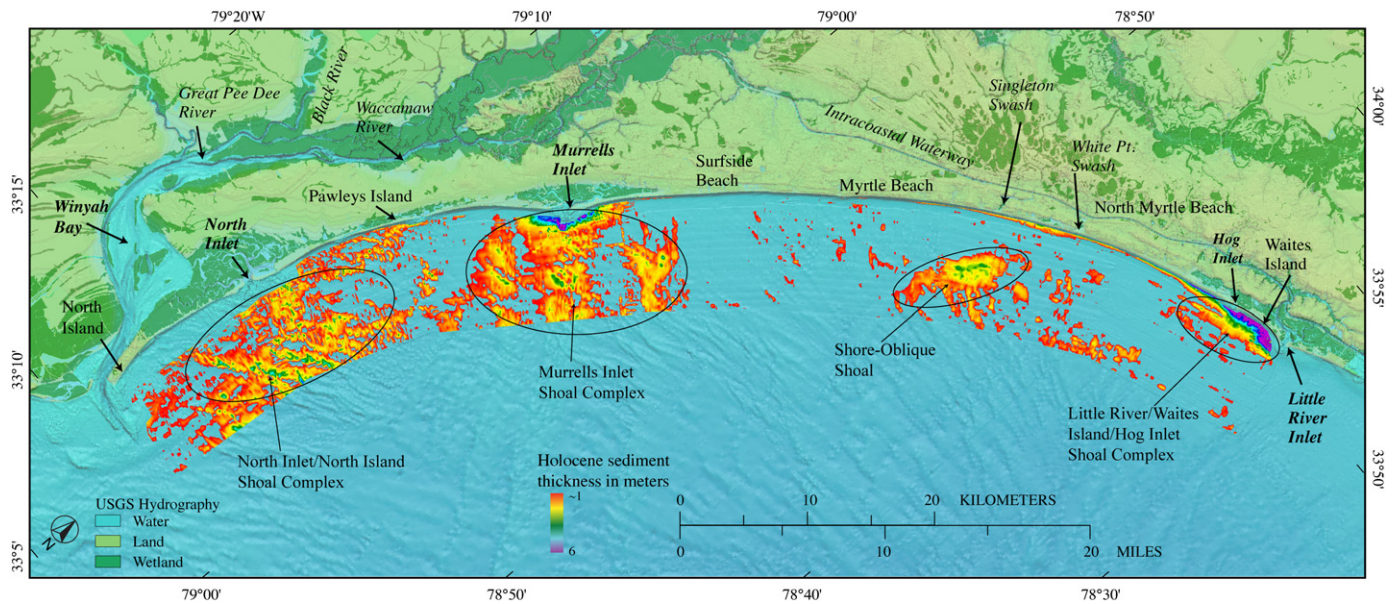 79°20'W
79°10'
79°00'
78°50'
Great Pee Dee
River
Black River
Waccamaw
River
Murrells
Inlet
Surfside
Beach
Intracoastal Waterway
Singleton
Swash
White Pt.
Swash
34°00'
33°15'
Winyah
Bay
North
Inlet
Pawleys Island
Myrtle Beach
North Myrtle Beach
Hog
Inlet
Waites
Island
33°55'
North
Island
33°10'
Murrells Inlet
Shoal Complex
Shore-Oblique
Shoal
Little River/Waites
Island/Hog Inlet
Shoal Complex
Little
River
Inlet
North Inlet/North Island
Shoal Complex
33°50'
Holocene sediment
thickness in meters
~1
6
0 10 20 KILOMETERS
0 10 20 MILES
USGS Hydrography
Water
Land
Wetland
N
33°5'
79°00'
78°50'
78°40'
78°30'